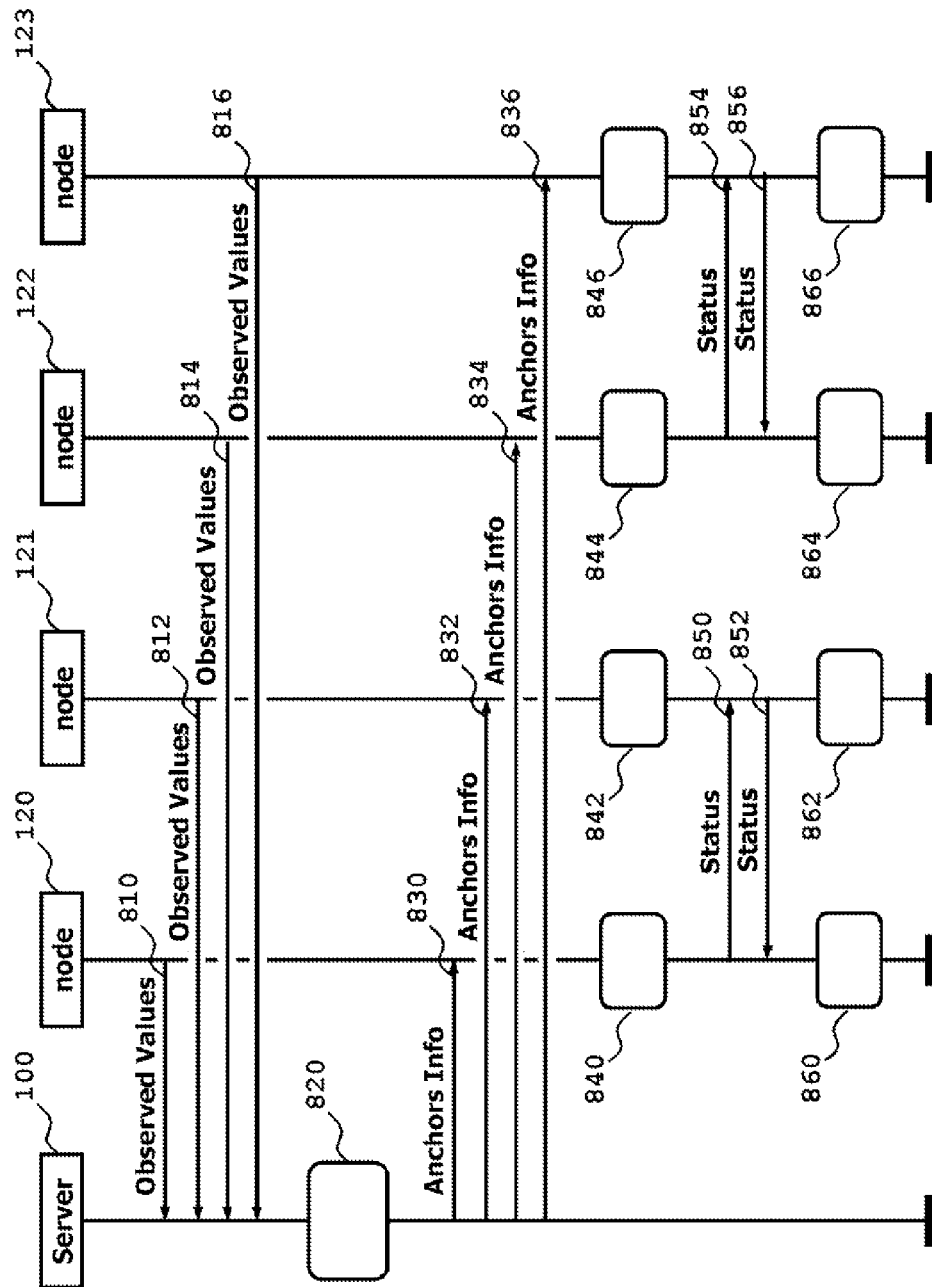 100
120
121
122
123
Server
node
node
node
node
810
Observed Values
812
Observed Values
814
Observed Values
816
Observed Values
820
830
Anchors Info
832
Anchors Info
834
Anchors Info
836
Anchors Info
840
842
844
846
Status
850
Status
854
Status
852
Status
856
860
862
864
866